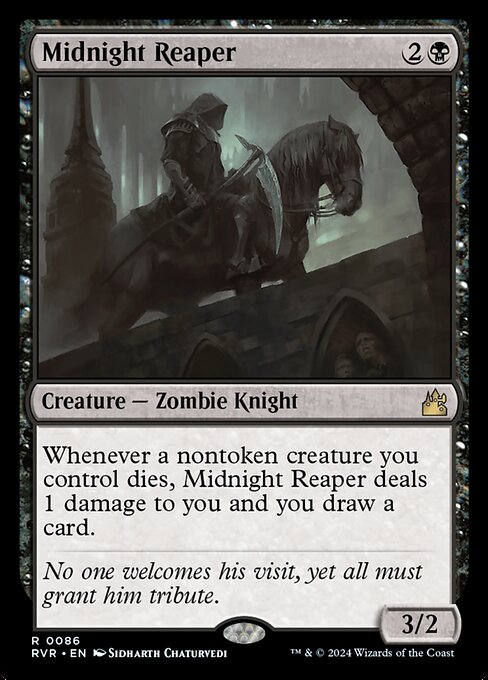 Midnight Reaper 2
Creature — Zombie Knight
Whenever a nontoken creature you
control dies, Midnight Reaper deals
1 damage to you and you draw a
card.
No one welcomes his visit, yet all must
grant him tribute.
3/2
R 0086
RVR • EN Sidharth Chaturvedi
™ & © 2024 Wizards of the Coast